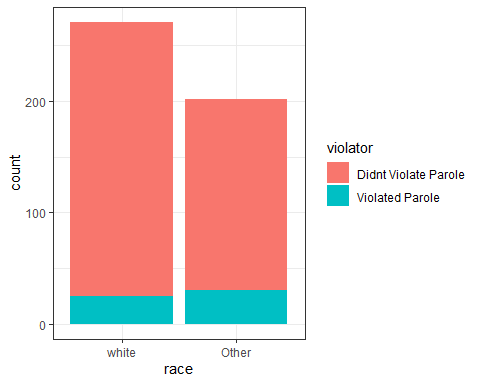 count
200
100
0
white
Other
race
violator
Didnt Violate Parole
Violated Parole